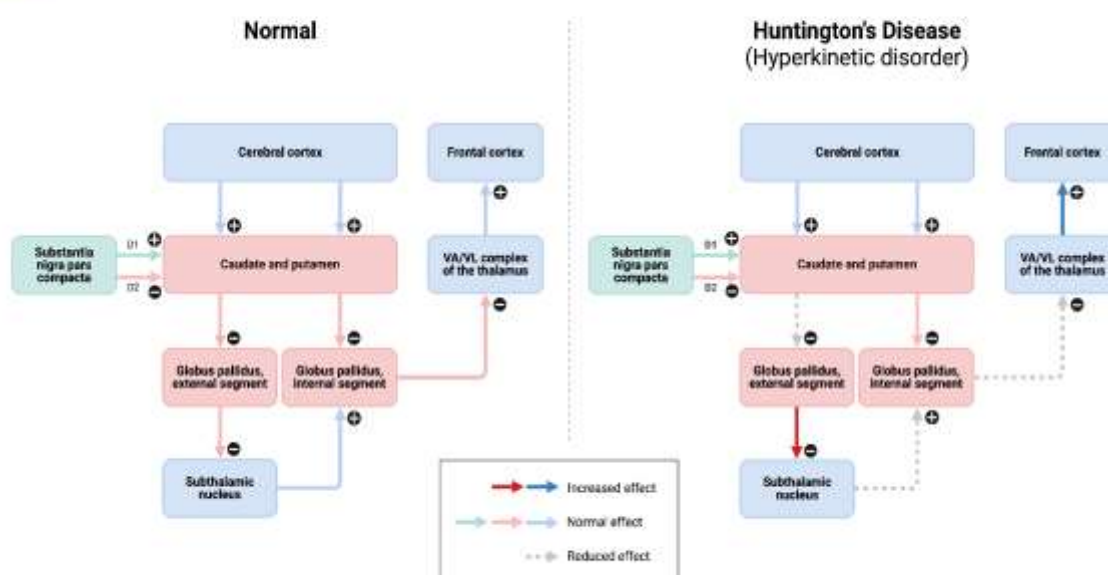 Normal
Cerebral cortex
Frontal cortex
Substantia
nigra pars
compacta
D1
D2
Caudate and putamen
VA/VL complex
of the thalamus
Globus pallidus,
external segment
Globus pallidus,
internal segment
Subthalamic
nucleus
Huntington's Disease
(Hyperkinetic disorder)
Cerebral cortex
Frontal cortex
Substantia
nigra pars
compacta
Caudate and putamen
VA/VL complex
of the thalamus
Globus pallidus,
external segment
Globus pallidus,
internal segment
Subthalamic
nucleus
Increased effect
Normal effect
Reduced effect